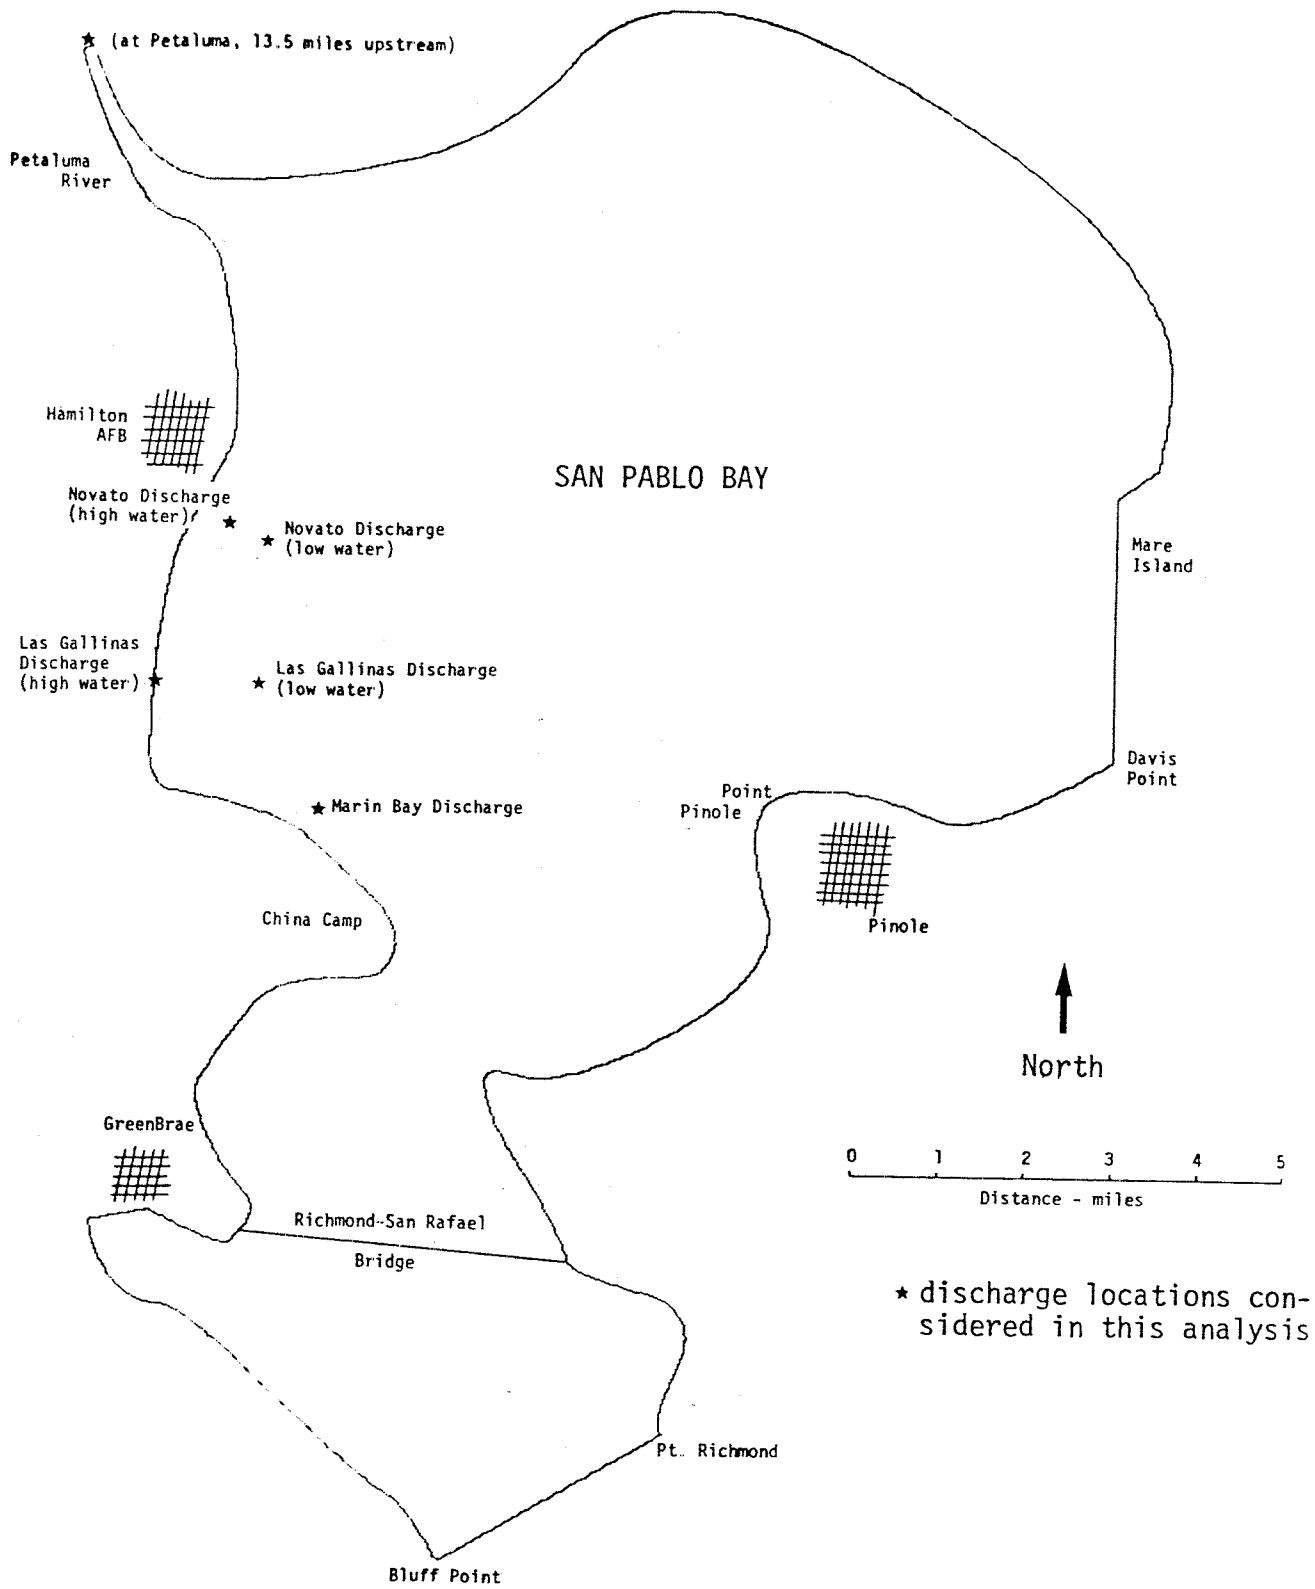 ★ (at Petaluma, 13.5 miles upstream)
Petaluma
River
Hamilton
AFB
SAN PABLO BAY
Novato Discharge
(high water)
★ Novato Discharge
(low water)
Mare
Island
Las Gallinas
Discharge
(high water) ★
★ Las Gallinas Discharge
(low water)
Davis
Point
Point
Pinole
★ Marin Bay Discharge
China Camp
Pinole
North
GreenBrae
0 1 2 3 4 5
Distance - miles
Richmond-San Rafael
Bridge
★ discharge locations con-
sidered in this analysis
Pt. Richmond
Bluff Point